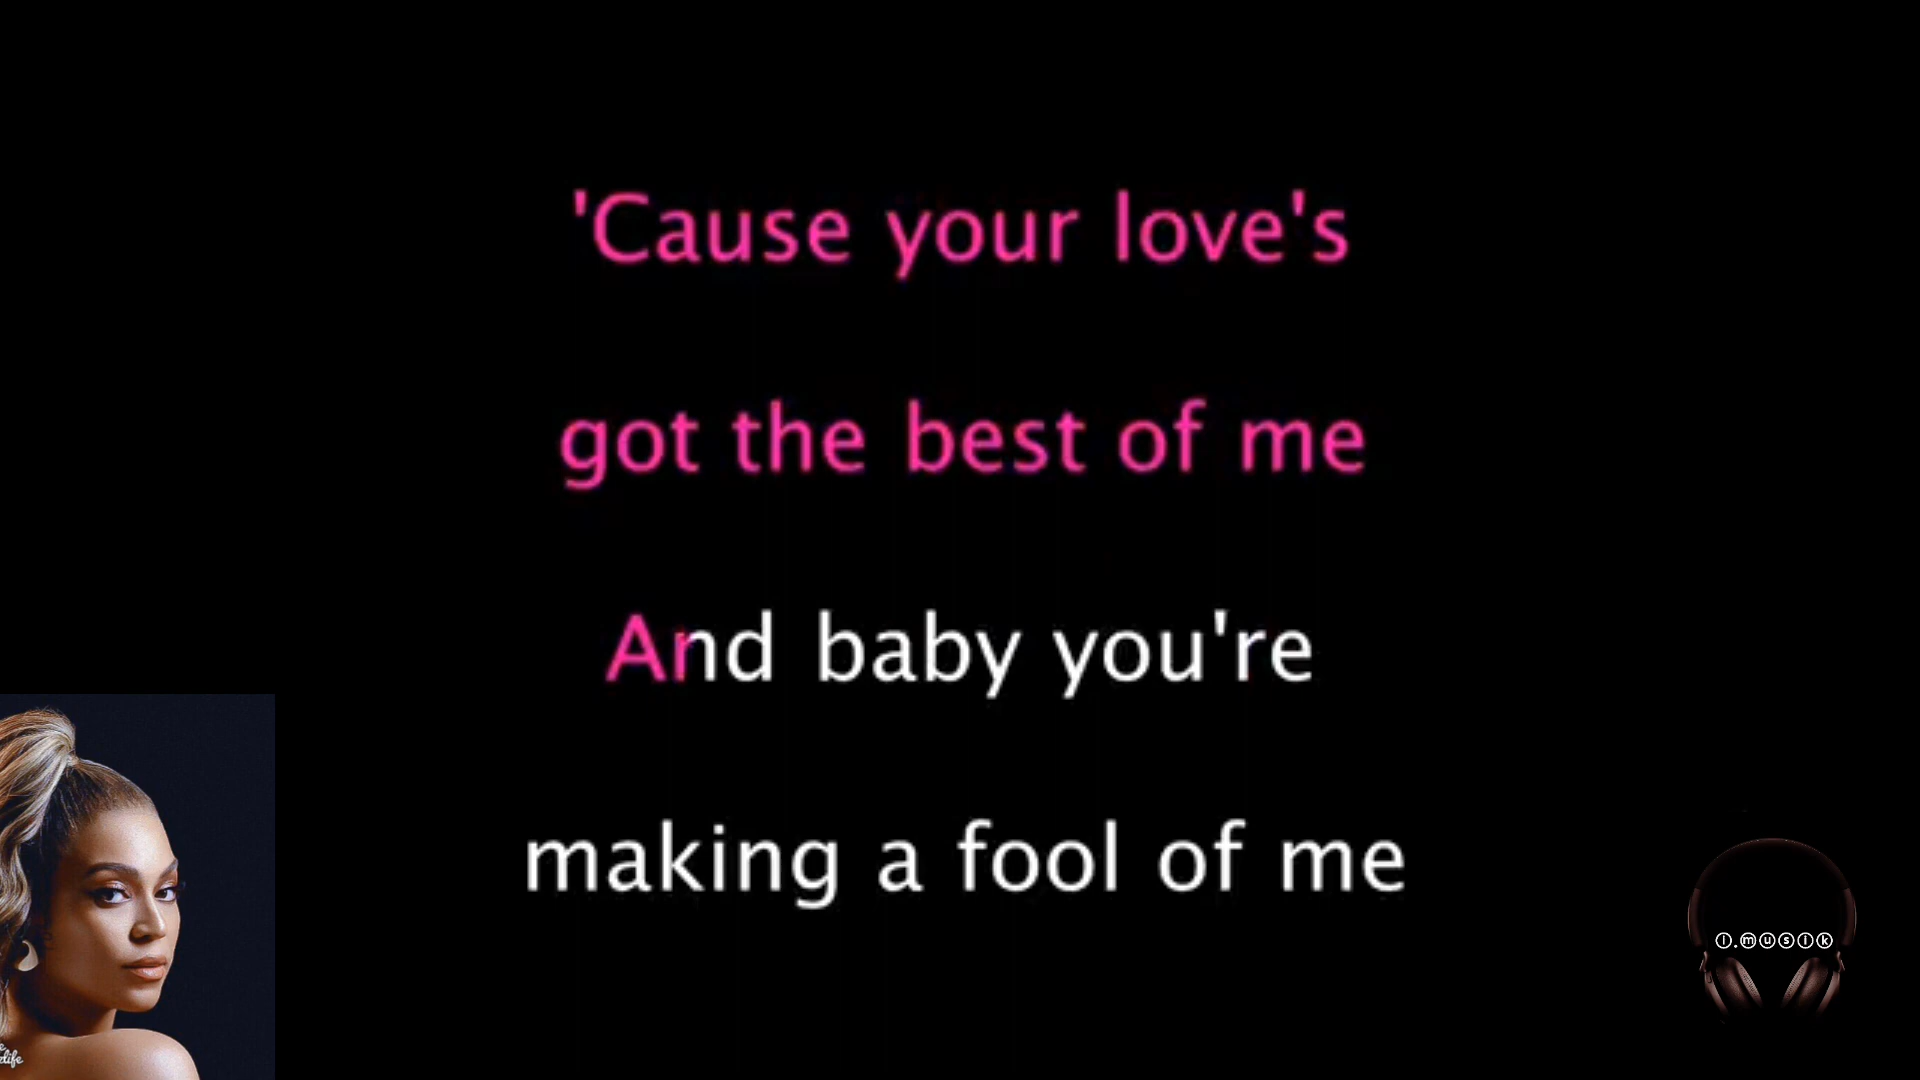 'Cause your love's
got the best of me
And baby you're
making a fool of me
i.musik